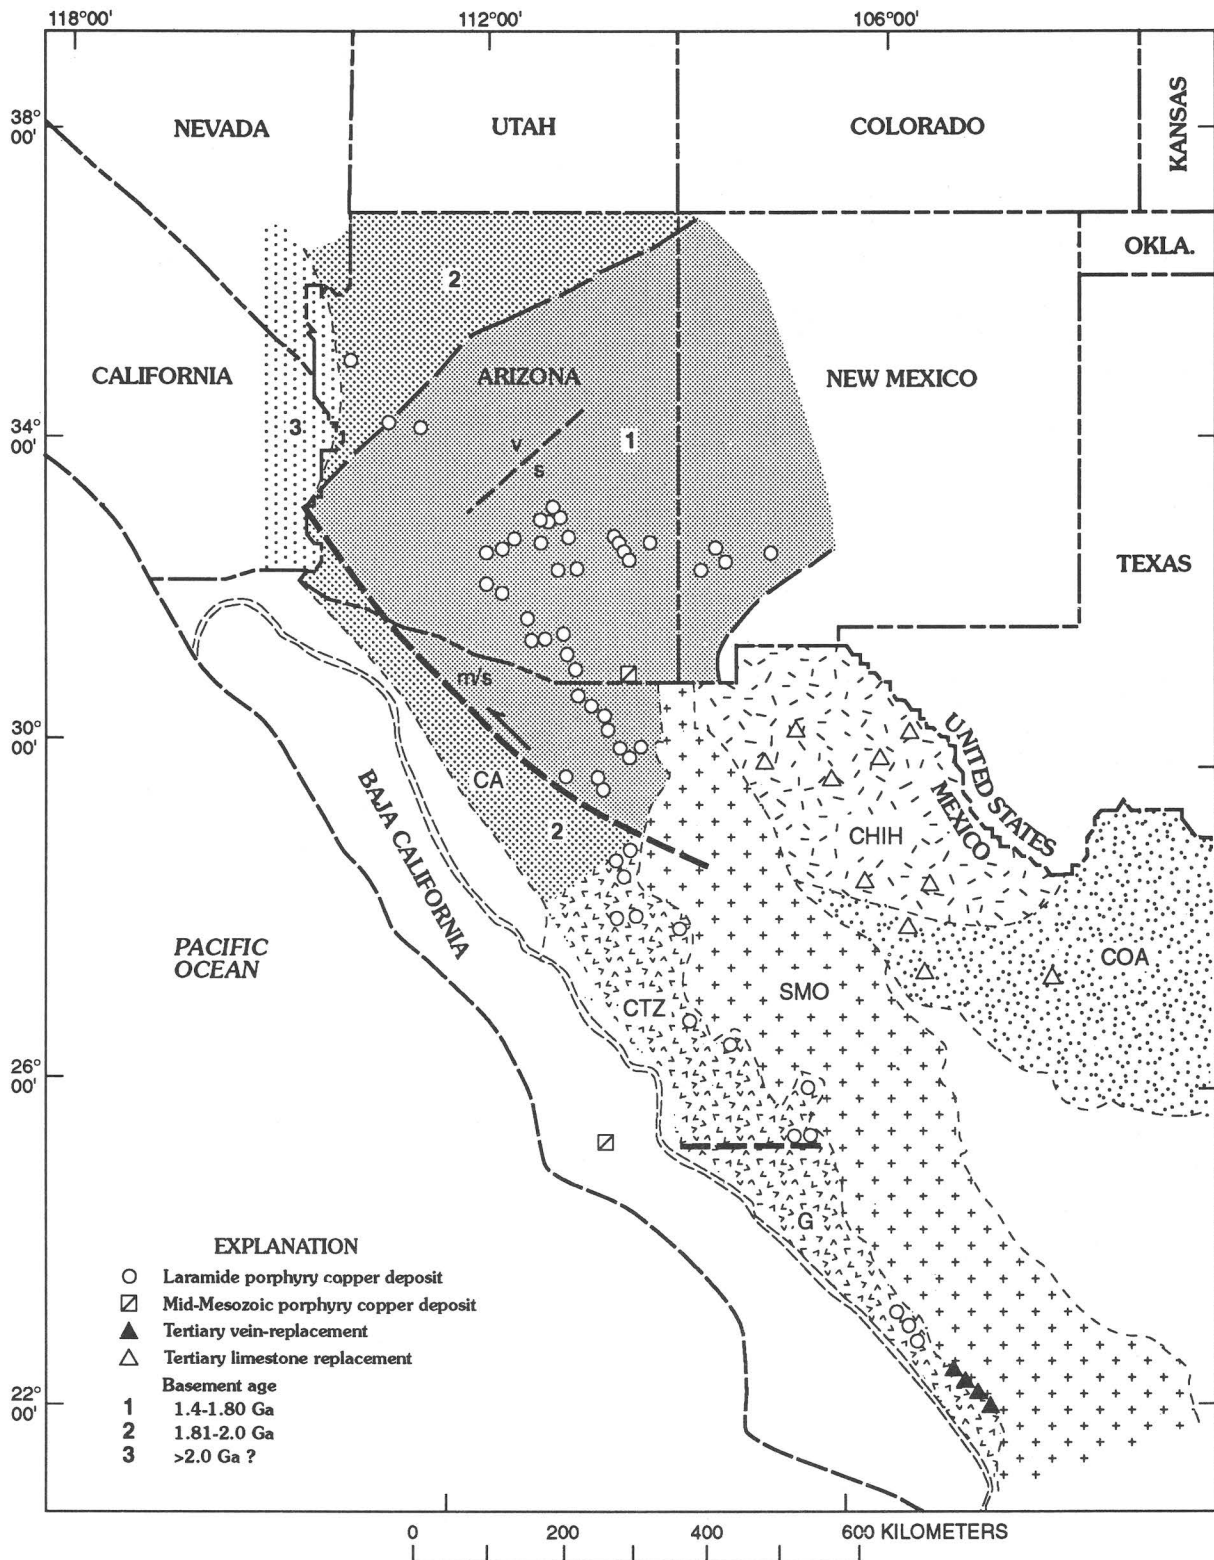 118°00' 112°00' 106°00'
38°
00'
NEVADA UTAH COLORADO KANSAS
OKLA.
2
CALIFORNIA ARIZONA NEW MEXICO
34°
00'
3 1
v
s
TEXAS
m/s
30°
00'
UNITED STATES
MEXICO
CA
BAJA CALIFORNIA
2 CHIH
PACIFIC
OCEAN
COA
CTZ SMO
26°
00'
G
EXPLANATION
Laramide porphyry copper deposit
Mid-Mesozoic porphyry copper deposit
Tertiary vein-replacement
Tertiary limestone replacement
Basement age
1 1.4-1.80 Ga
2 1.81-2.0 Ga
3 >2.0 Ga ?
22°
00'
0 200 400 600 KILOMETERS